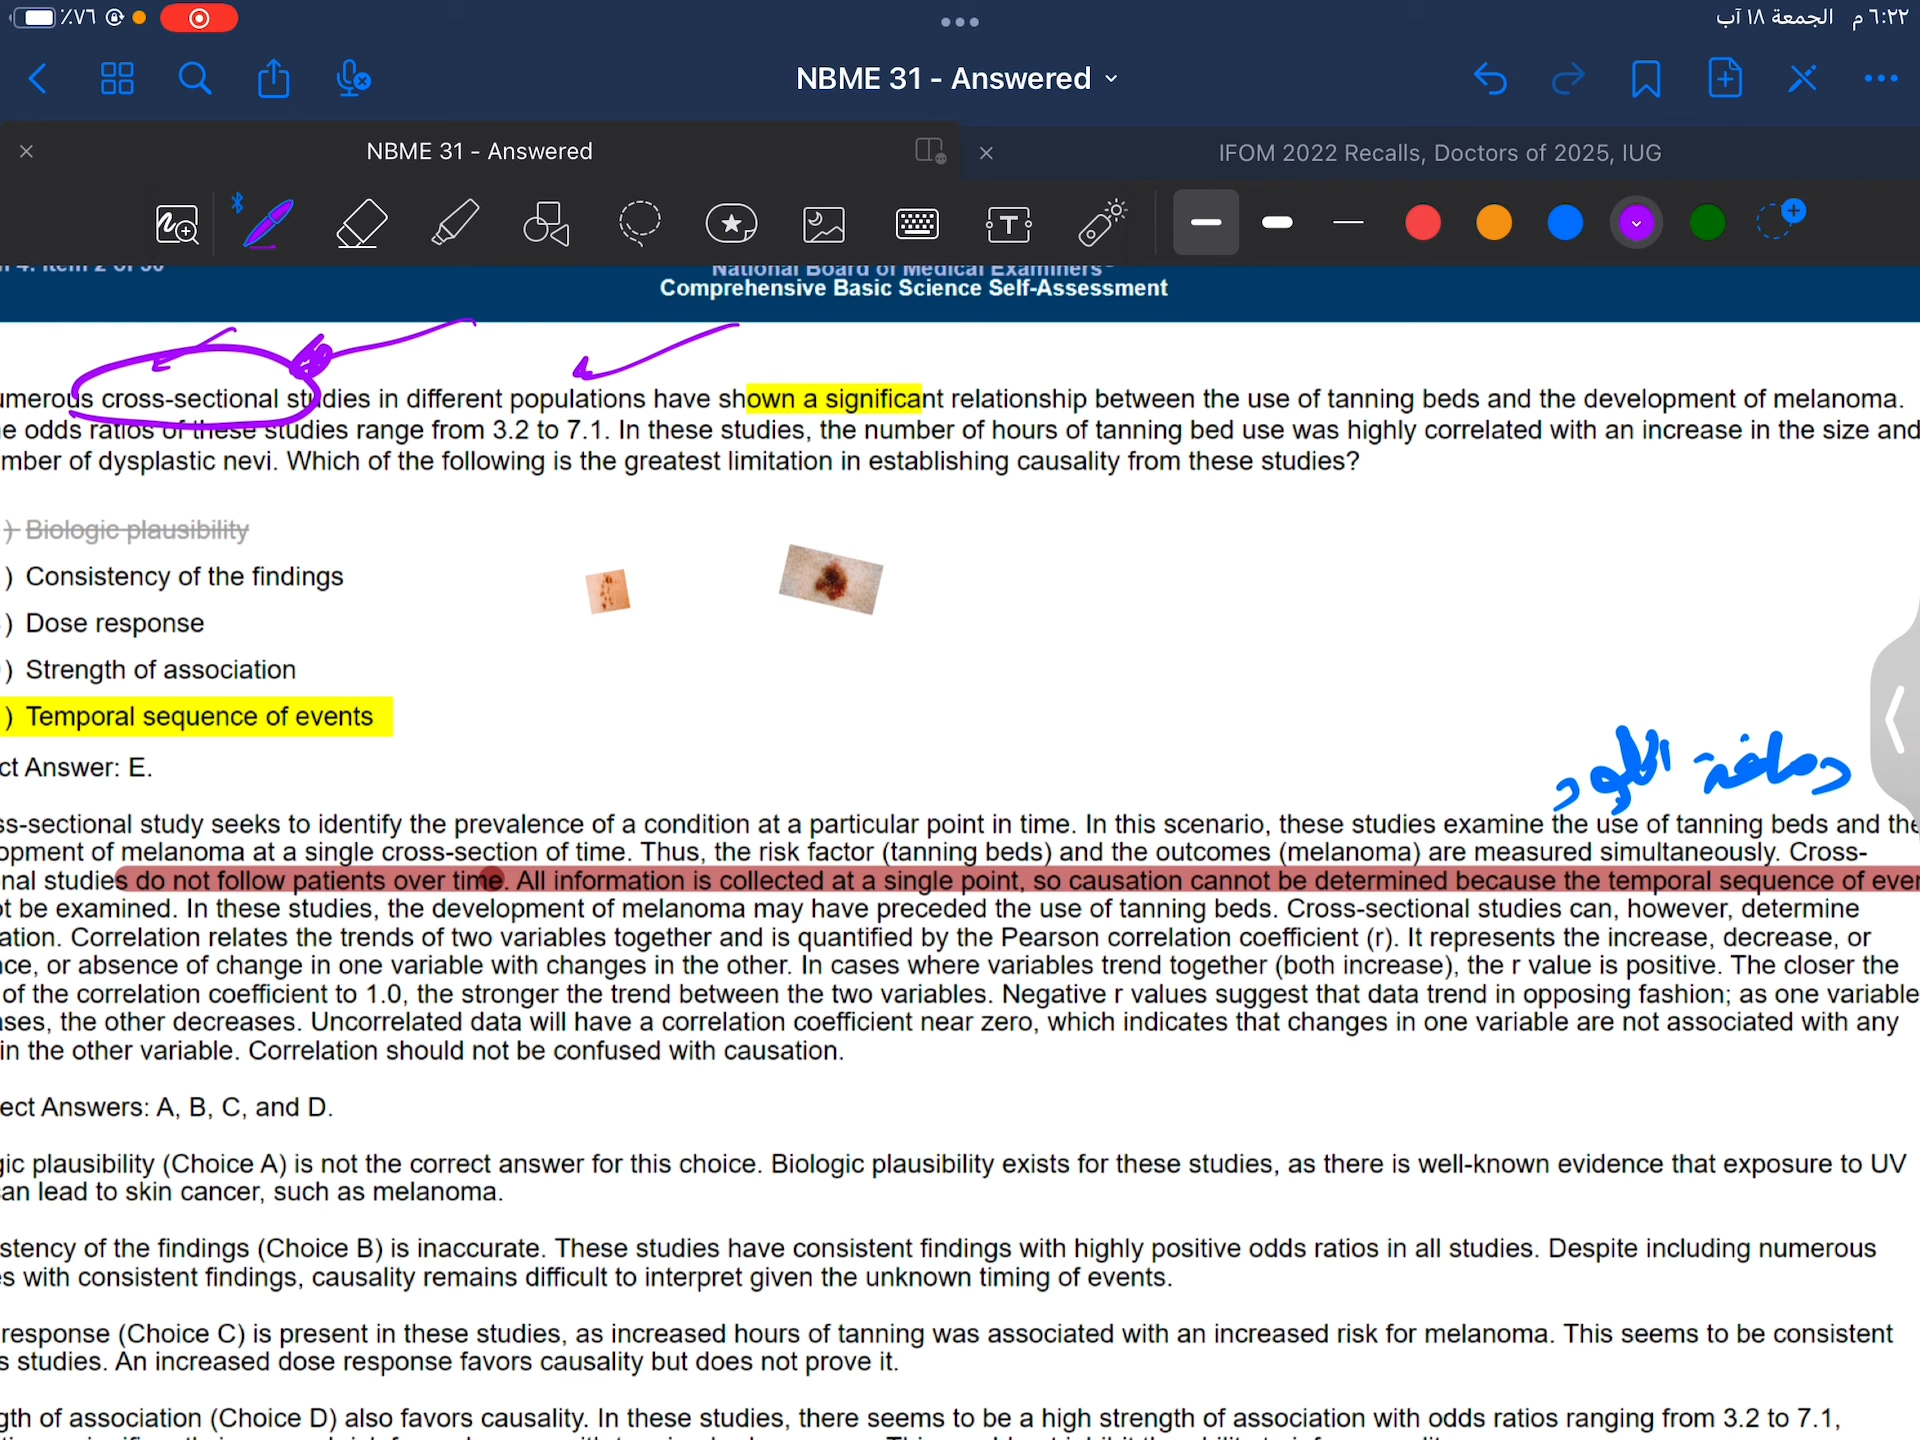 ٪٧٦
٦:٢٢ م الجمعة ١٨ آب
NBME 31 - Answered
NBME 31 - Answered
IFOM 2022 Recalls, Doctors of 2025, IUG
National Board of Medical Examiners
Comprehensive Basic Science Self-Assessment
cross-sectional studies in different populations have shown a significant relationship between the use of tanning beds and the development of melanoma.
odds ratios of these studies range from 3.2 to 7.1. In these studies, the number of hours of tanning bed use was highly correlated with an increase in the size and
of dysplastic nevi. Which of the following is the greatest limitation in establishing causality from these studies?
) Biologic plausibility
) Consistency of the findings
) Dose response
) Strength of association
) Temporal sequence of events
ct Answer: E.
ss-sectional study seeks to identify the prevalence of a condition at a particular point in time. In this scenario, these studies examine the use of tanning beds and the
opment of melanoma at a single cross-section of time. Thus, the risk factor (tanning beds) and the outcomes (melanoma) are measured simultaneously. Cross-
nal studies do not follow patients over time. All information is collected at a single point, so causation cannot be determined because the temporal sequence of even
ot be examined. In these studies, the development of melanoma may have preceded the use of tanning beds. Cross-sectional studies can, however, determine
ation. Correlation relates the trends of two variables together and is quantified by the Pearson correlation coefficient (r). It represents the increase, decrease, or
nce, or absence of change in one variable with changes in the other. In cases where variables trend together (both increase), the r value is positive. The closer the
of the correlation coefficient to 1.0, the stronger the trend between the two variables. Negative r values suggest that data trend in opposing fashion; as one variable
ases, the other decreases. Uncorrelated data will have a correlation coefficient near zero, which indicates that changes in one variable are not associated with any
in the other variable. Correlation should not be confused with causation.
ect Answers: A, B, C, and D.
gic plausibility (Choice A) is not the correct answer for this choice. Biologic plausibility exists for these studies, as there is well-known evidence that exposure to UV
an lead to skin cancer, such as melanoma.
stency of the findings (Choice B) is inaccurate. These studies have consistent findings with highly positive odds ratios in all studies. Despite including numerous
s with consistent findings, causality remains difficult to interpret given the unknown timing of events.
response (Choice C) is present in these studies, as increased hours of tanning was associated with an increased risk for melanoma. This seems to be consistent
s studies. An increased dose response favors causality but does not prove it.
gth of association (Choice D) also favors causality. In these studies, there seems to be a high strength of association with odds ratios ranging from 3.2 to 7.1,